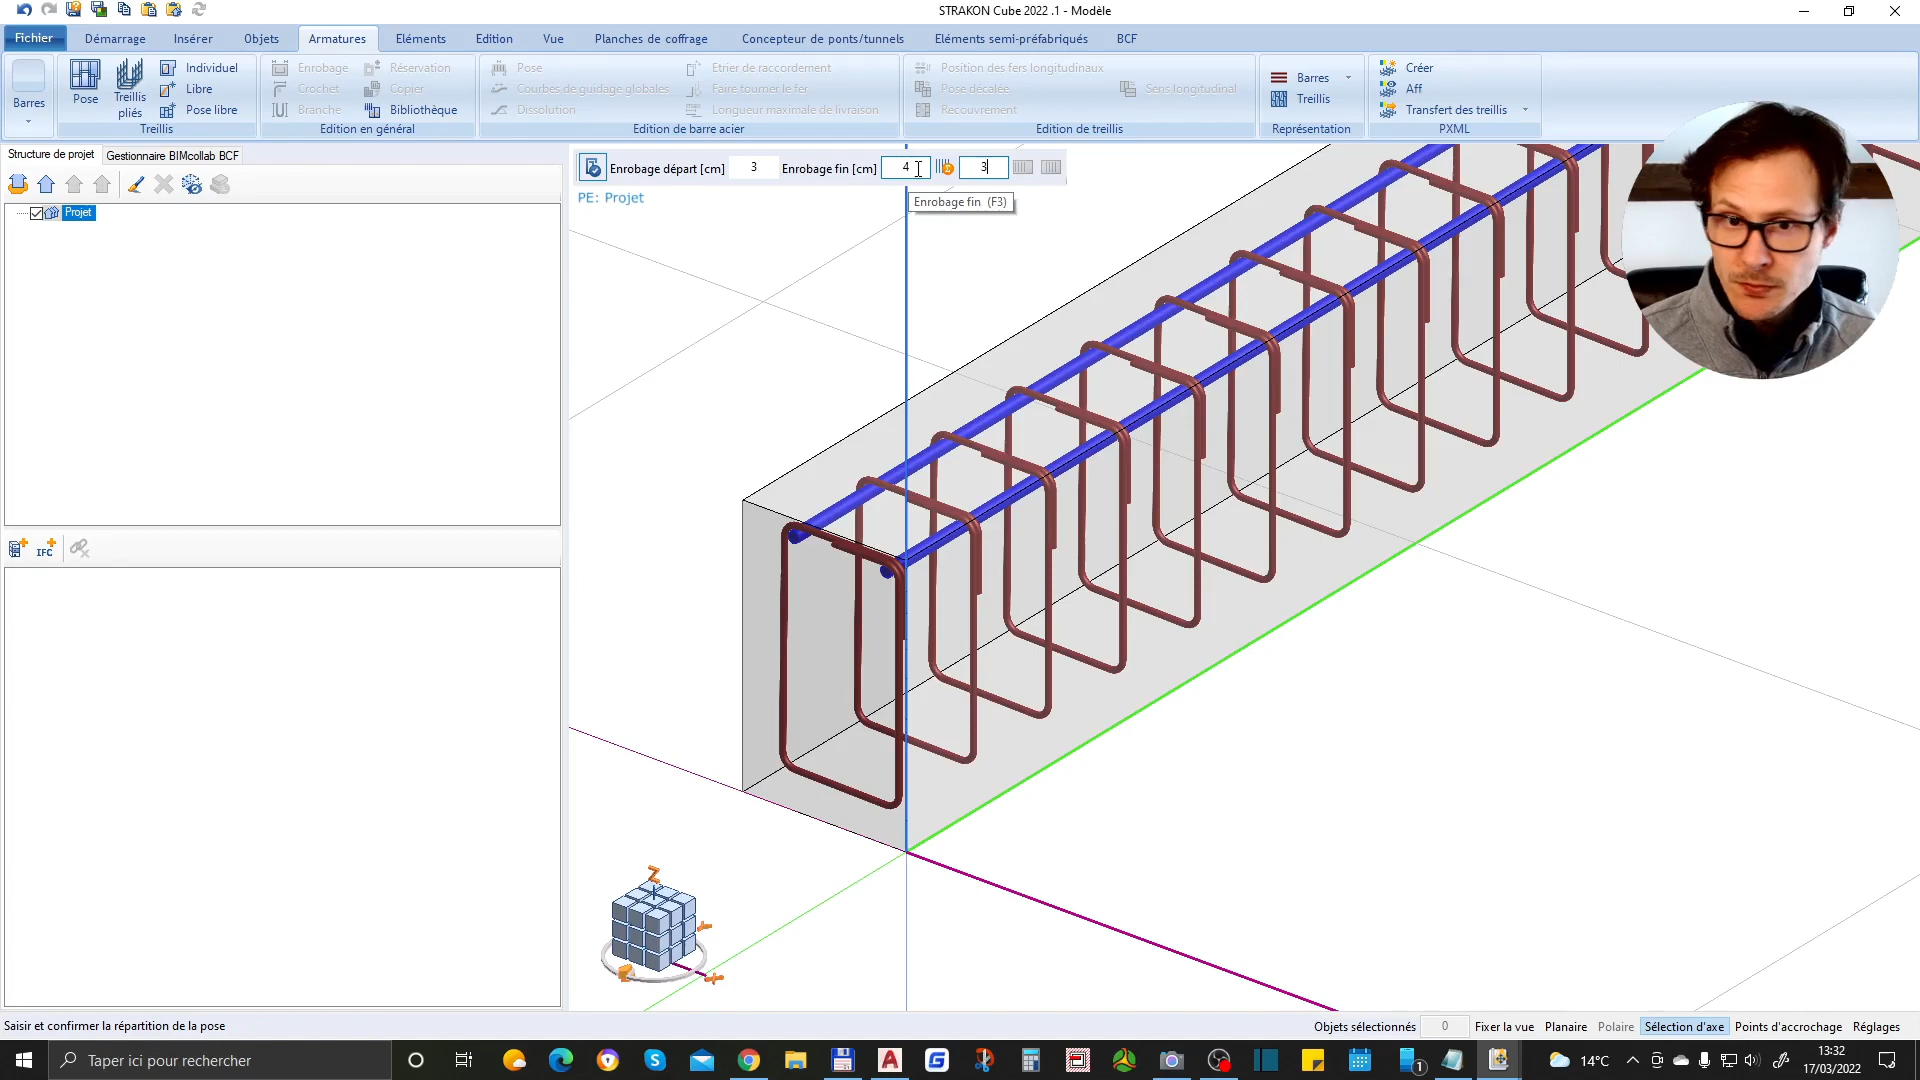 STRAKON Cube 2022 .1 - Modèle
Fichier
Démarrage
Insérer
Objets
Armatures
Eléments
Edition
Vue
Planches de coffrage
Concepteur de ponts/tunnels
Eléments semi-préfabriqués
BCF
Barres
Pose
Treillis
pliés
Individuel
Libre
Pose libre
Treillis
Enrobage
Crochet
Branche
Réservation
Copier
Bibliothèque
Edition en général
Pose
Courbes de guidage globales
Dissolution
Etrier de raccordement
Faire tourner le fer
Longueur maximale de livraison
Edition de barre acier
Position des fers longitudinaux
Pose décalée
Recouvrement
Sens longitudinal
Edition de treillis
Barres
Treillis
Représentation
Créer
Aff
Transfert des treillis
PXML
Structure de projet
Gestionnaire BIMcollab BCF
Projet
IFC
Enrobage départ [cm] 3 Enrobage fin [cm] 4 3
PE: Projet
Enrobage fin (F3)
Z
Saisir et confirmer la répartition de la pose
Objets sélectionnés 0 Fixer la vue Planaire Polaire Sélection d'axe Points d'accrochage Réglages
Taper ici pour rechercher
1
14°C
13:32
17/03/2022